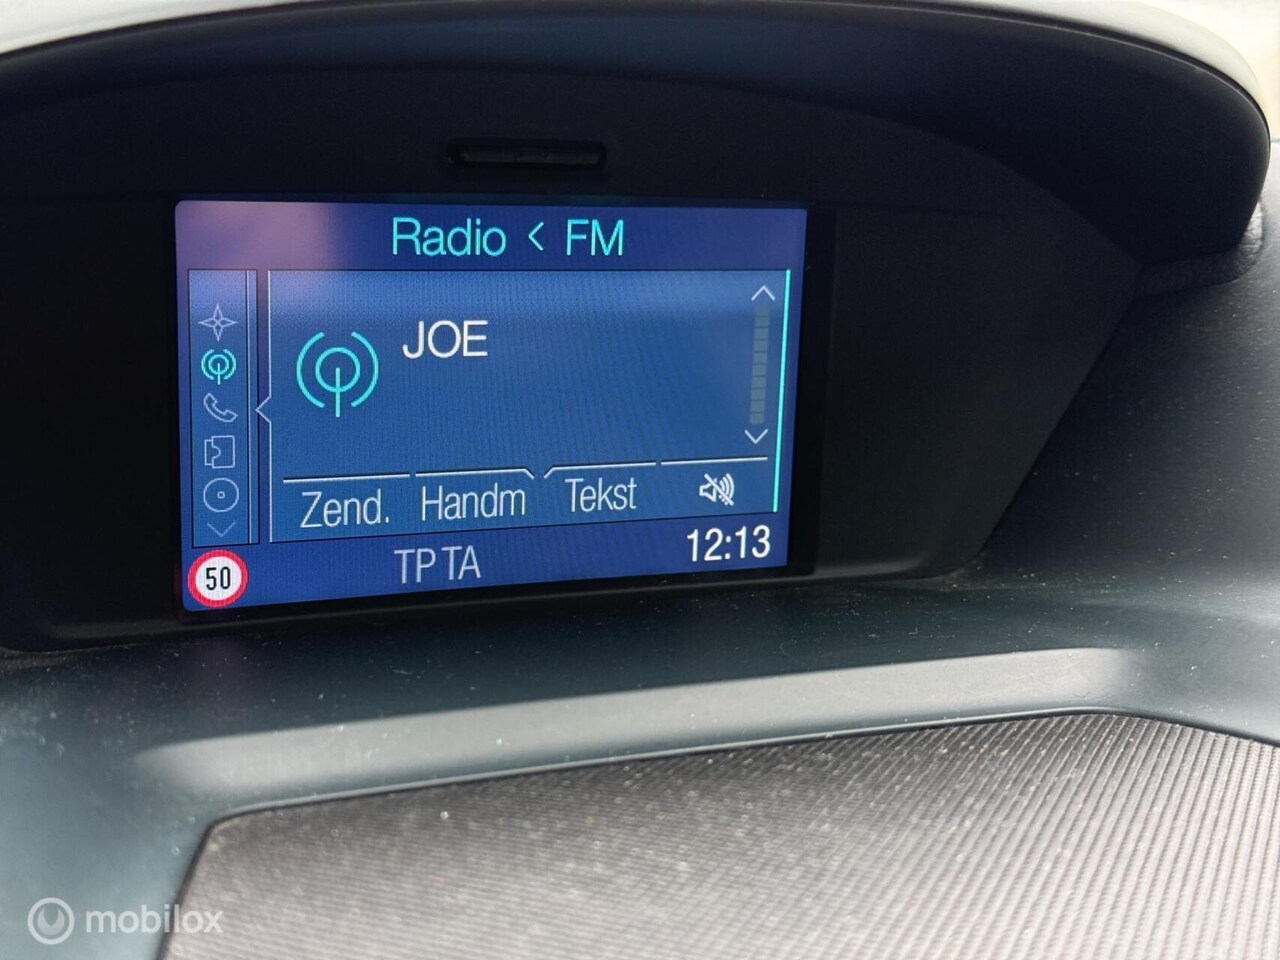 Radio < FM
JOE
Zend. Handm Tekst
50 TP TA 12:13
mobilox